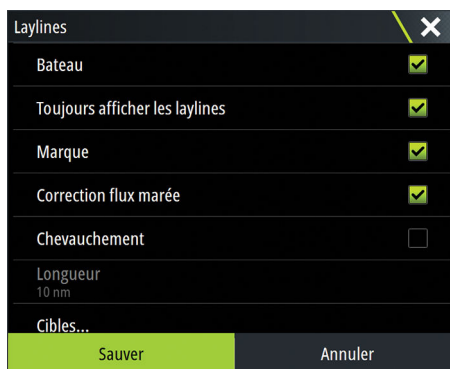 Laylines
Bateau
Toujours afficher les laylines
Marque
Correction flux marée
Chevauchement
Longueur
10 nm
Cibles...
Sauver
Annuler